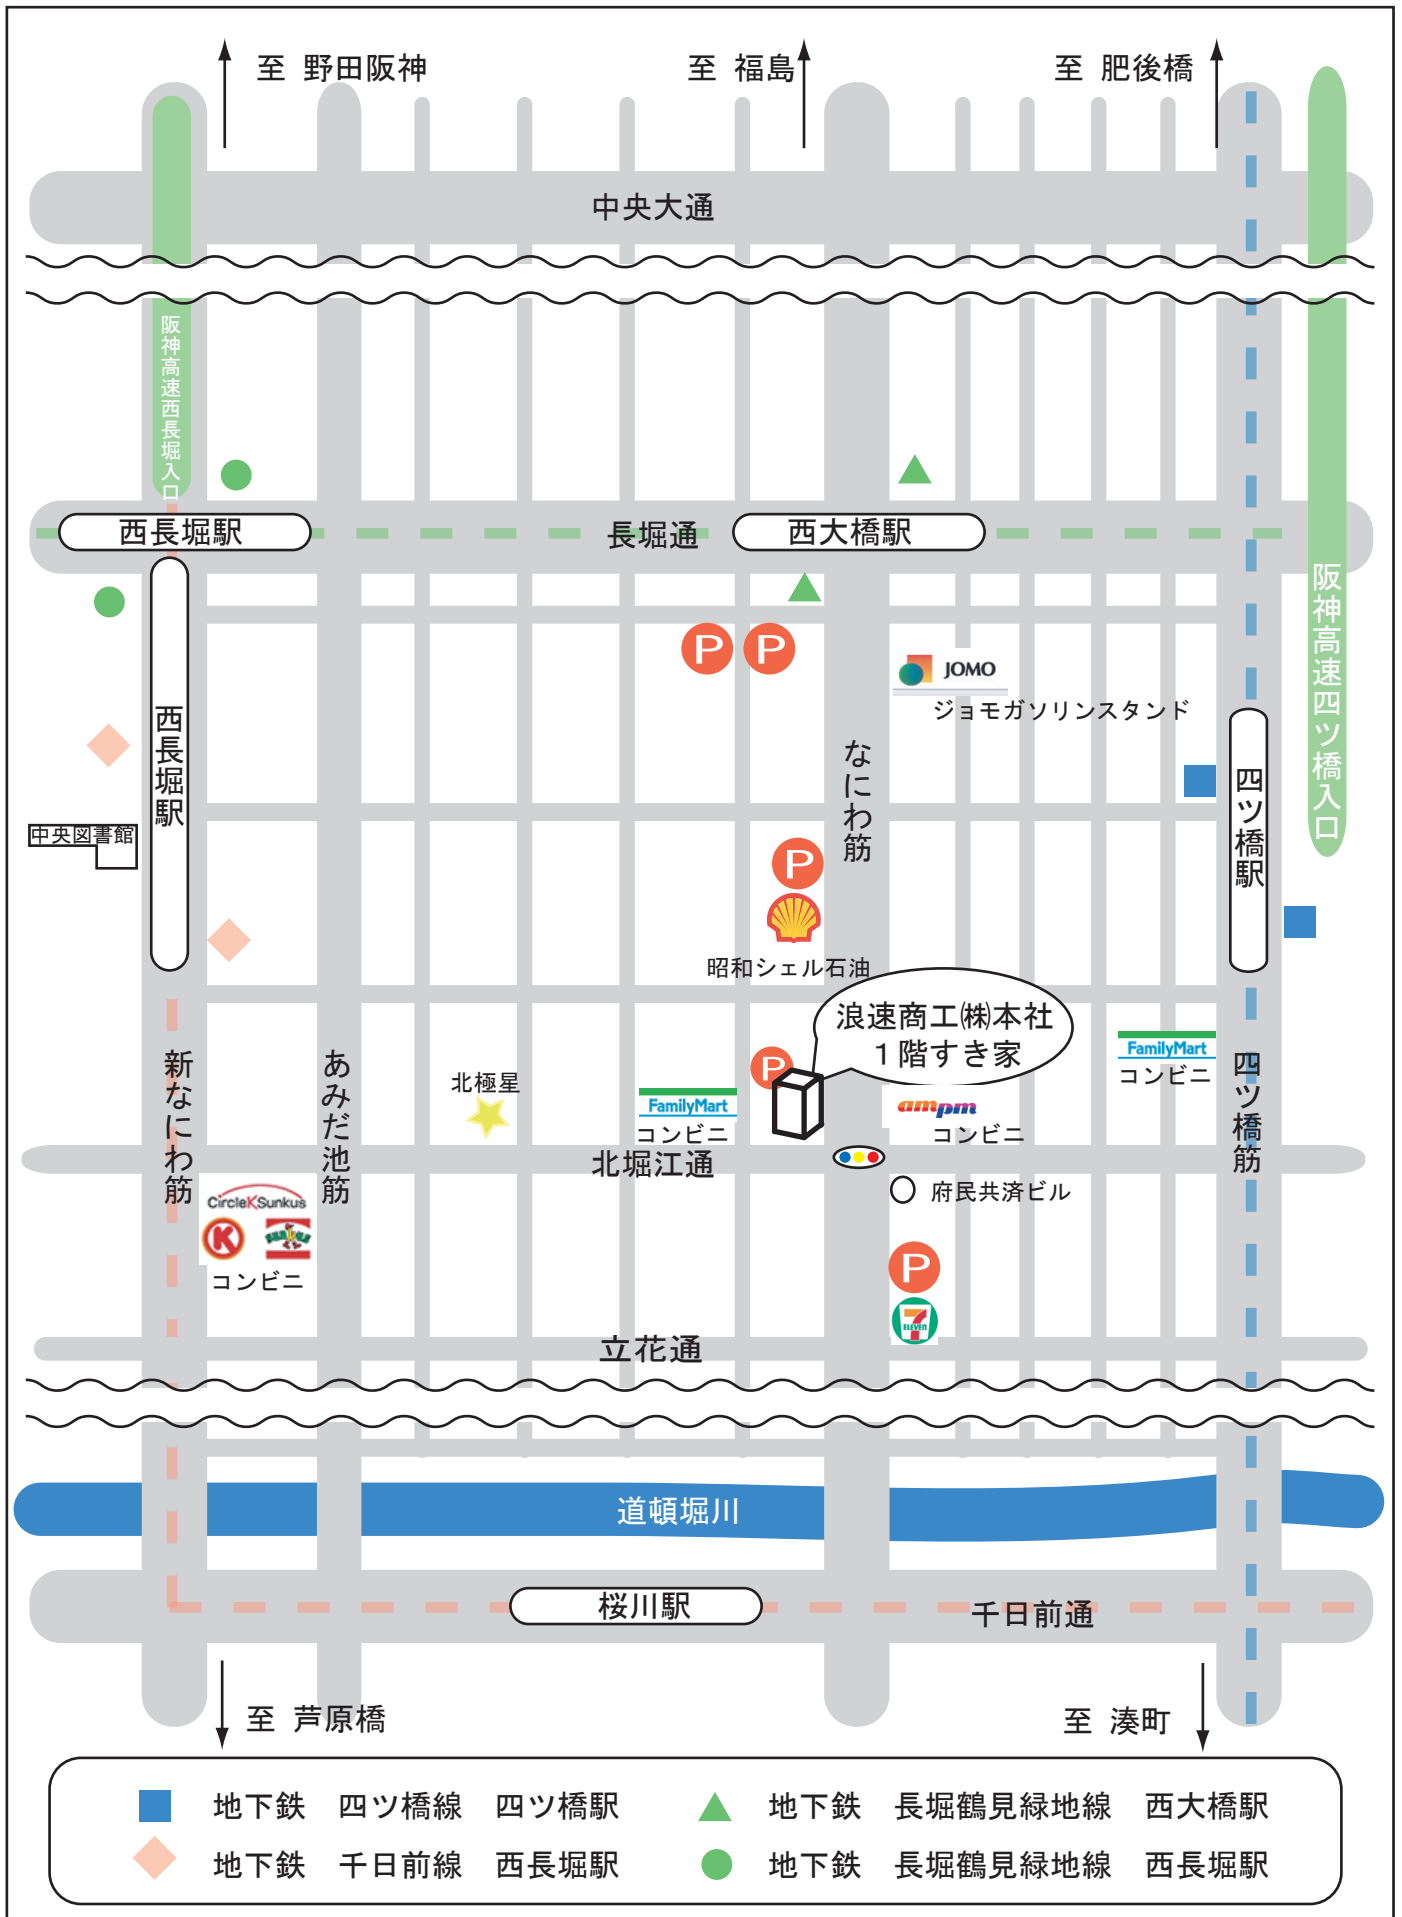 至 野田阪神
至 福島
至 肥後橋
中央大通
阪神高速西長堀入口
西長堀駅
長堀通
西大橋駅
阪神高速四ツ橋入口
P
P
JOMO
ジョモガソリンスタンド
西長堀駅
なにわ筋
四ツ橋駅
中央図書館
P
昭和シェル石油
浪速商工㈱本社
1階すき家
新なにわ筋
あみだ池筋
北極星
FamilyMart
コンビニ
P
ampm
コンビニ
FamilyMart
コンビニ
四ツ橋筋
北堀江通
府民共済ビル
CircleKSunkus
K
SUNKUS
コンビニ
P
7
ELEVEN
立花通
道頓堀川
桜川駅
千日前通
至 芦原橋
至 湊町
地下鉄 四ツ橋線 四ツ橋駅
地下鉄 長堀鶴見緑地線 西大橋駅
地下鉄 千日前線 西長堀駅
地下鉄 長堀鶴見緑地線 西長堀駅